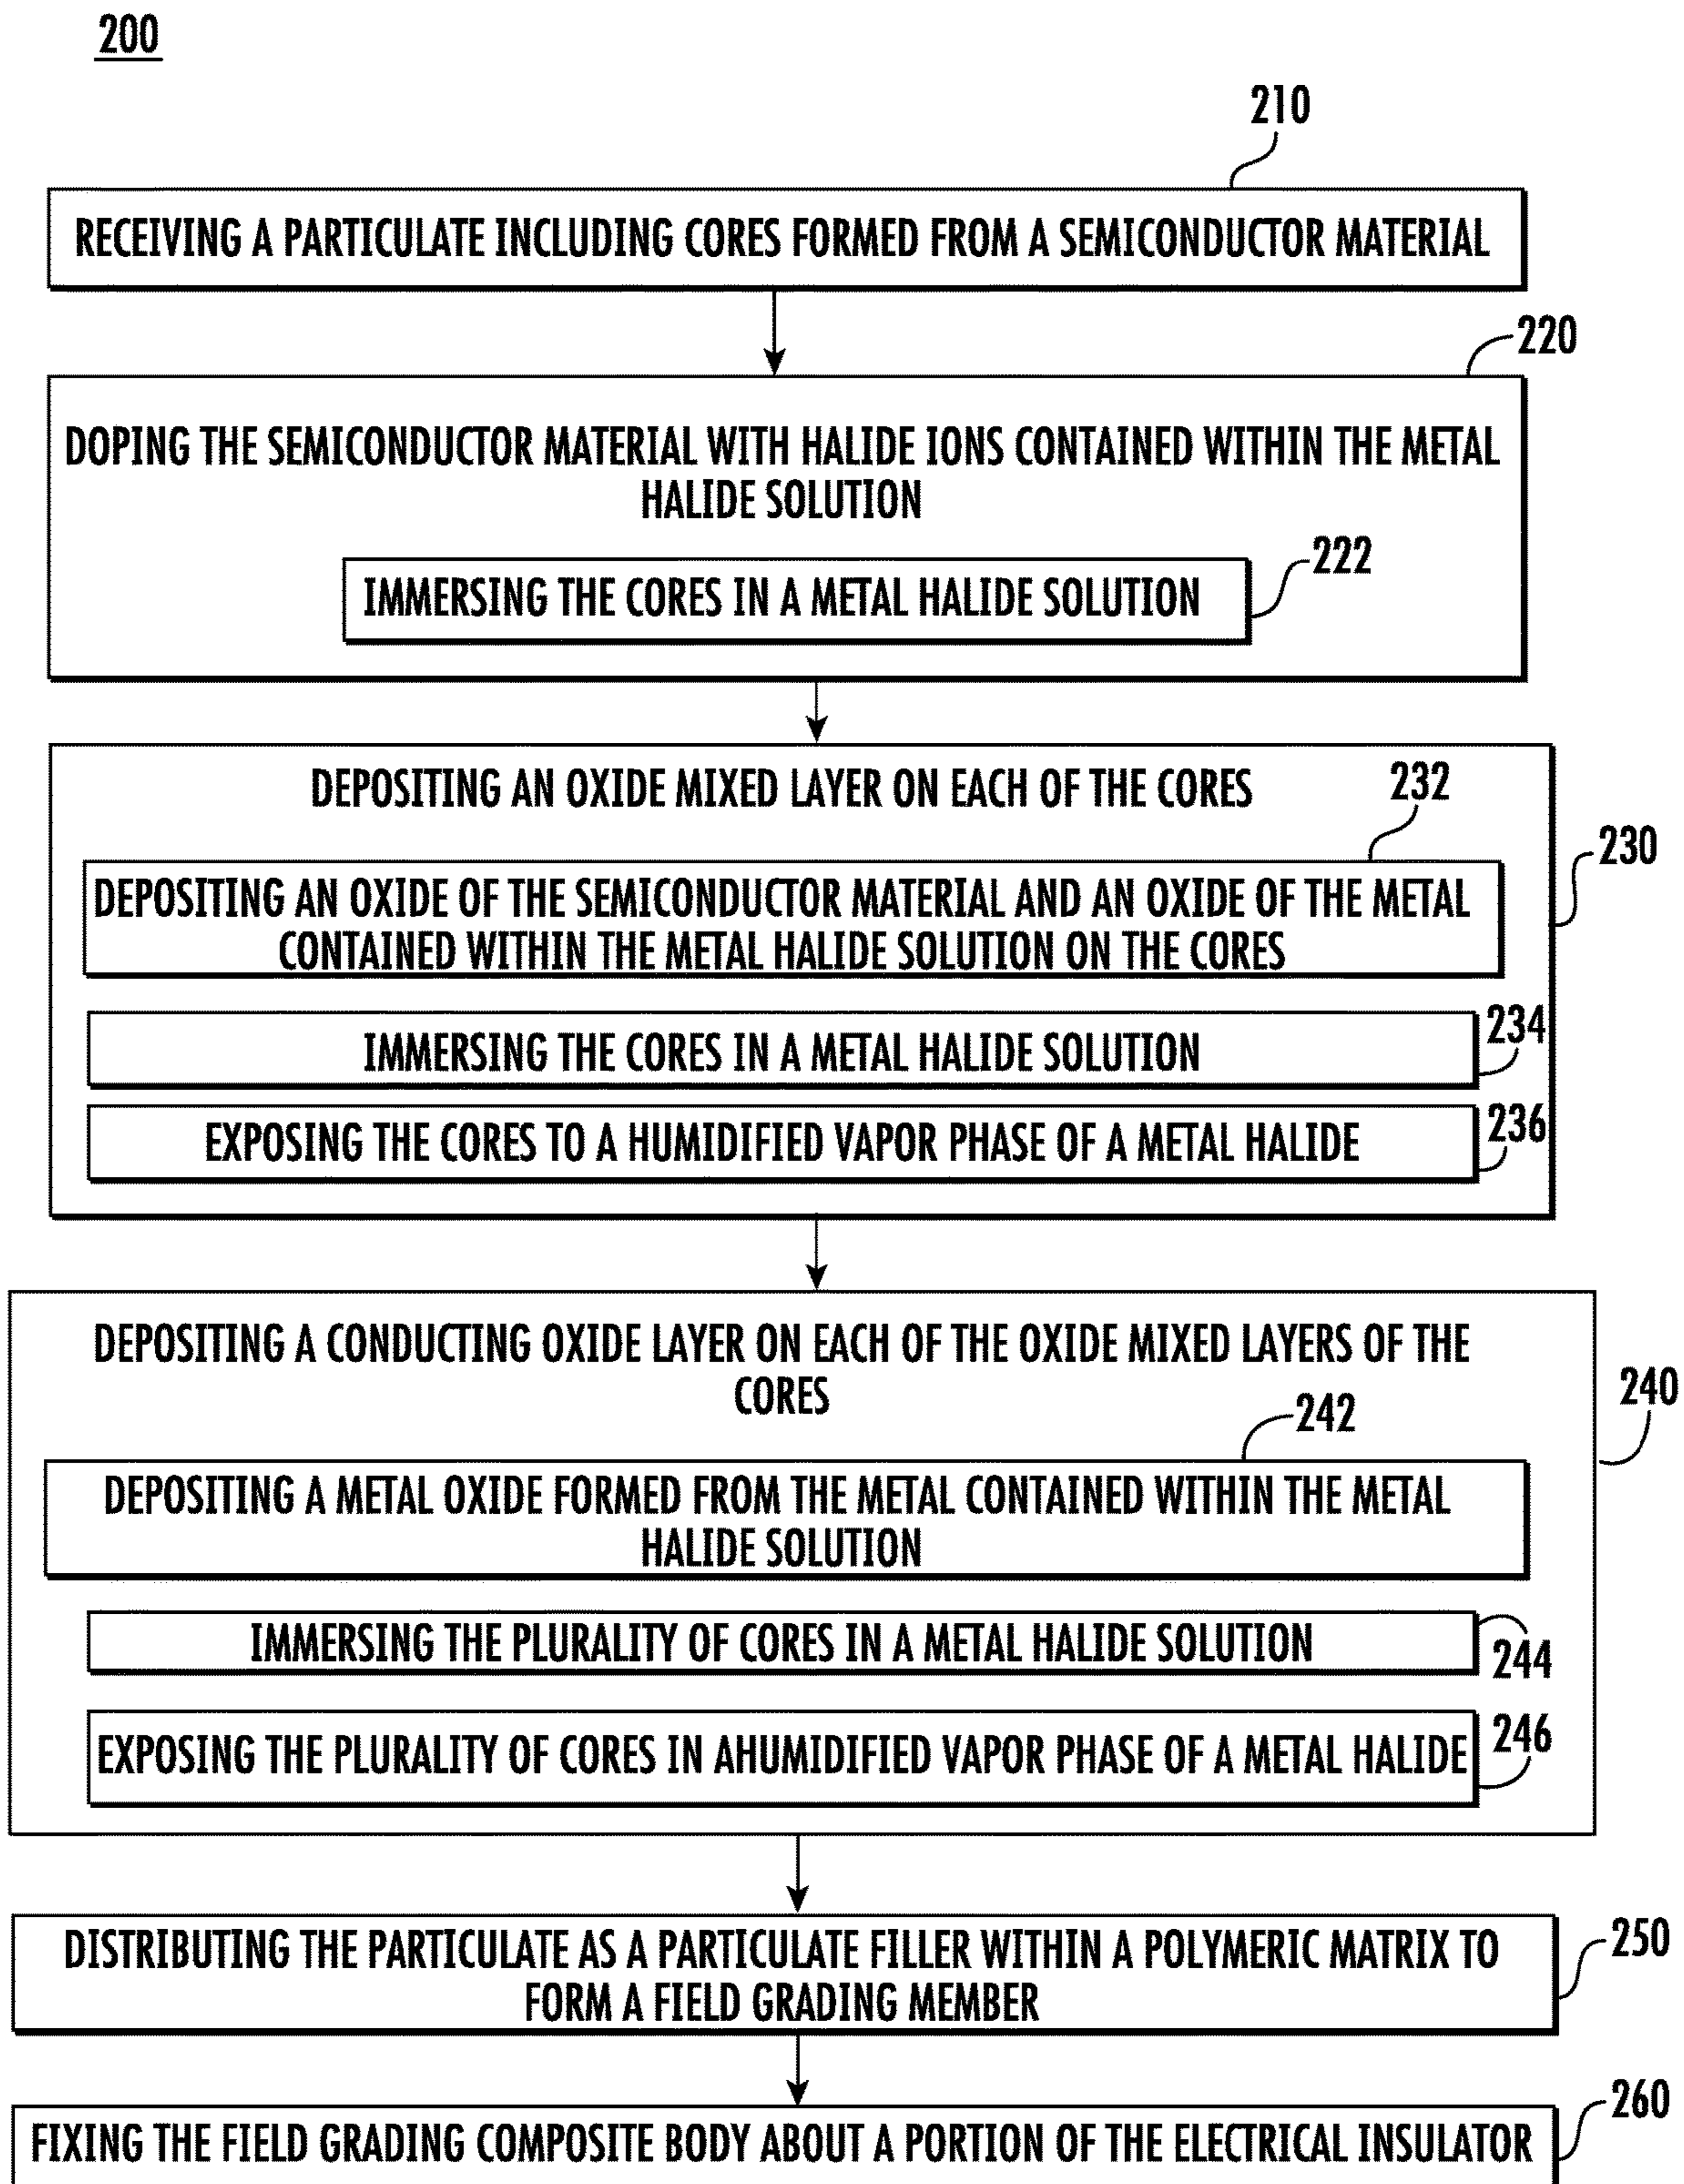 200
210
RECEIVING A PARTICULATE INCLUDING CORES FORMED FROM A SEMICONDUCTOR MATERIAL
220
DOPING THE SEMICONDUCTOR MATERIAL WITH HALIDE IONS CONTAINED WITHIN THE METAL
HALIDE SOLUTION
222
IMMERSING THE CORES IN A METAL HALIDE SOLUTION
DEPOSITING AN OXIDE MIXED LAYER ON EACH OF THE CORES
232
230
DEPOSITING AN OXIDE OF THE SEMICONDUCTOR MATERIAL AND AN OXIDE OF THE METAL
CONTAINED WITHIN THE METAL HALIDE SOLUTION ON THE CORES
234
IMMERSING THE CORES IN A METAL HALIDE SOLUTION
236
EXPOSING THE CORES TO A HUMIDIFIED VAPOR PHASE OF A METAL HALIDE
DEPOSITING A CONDUCTING OXIDE LAYER ON EACH OF THE OXIDE MIXED LAYERS OF THE
CORES
240
242
DEPOSITING A METAL OXIDE FORMED FROM THE METAL CONTAINED WITHIN THE METAL
HALIDE SOLUTION
IMMERSING THE PLURALITY OF CORES IN A METAL HALIDE SOLUTION
244
246
EXPOSING THE PLURALITY OF CORES IN AHUMIDIFIED VAPOR PHASE OF A METAL HALIDE
250
DISTRIBUTING THE PARTICULATE AS A PARTICULATE FILLER WITHIN A POLYMERIC MATRIX TO
FORM A FIELD GRADING MEMBER
260
FIXING THE FIELD GRADING COMPOSITE BODY ABOUT A PORTION OF THE ELECTRICAL INSULATOR